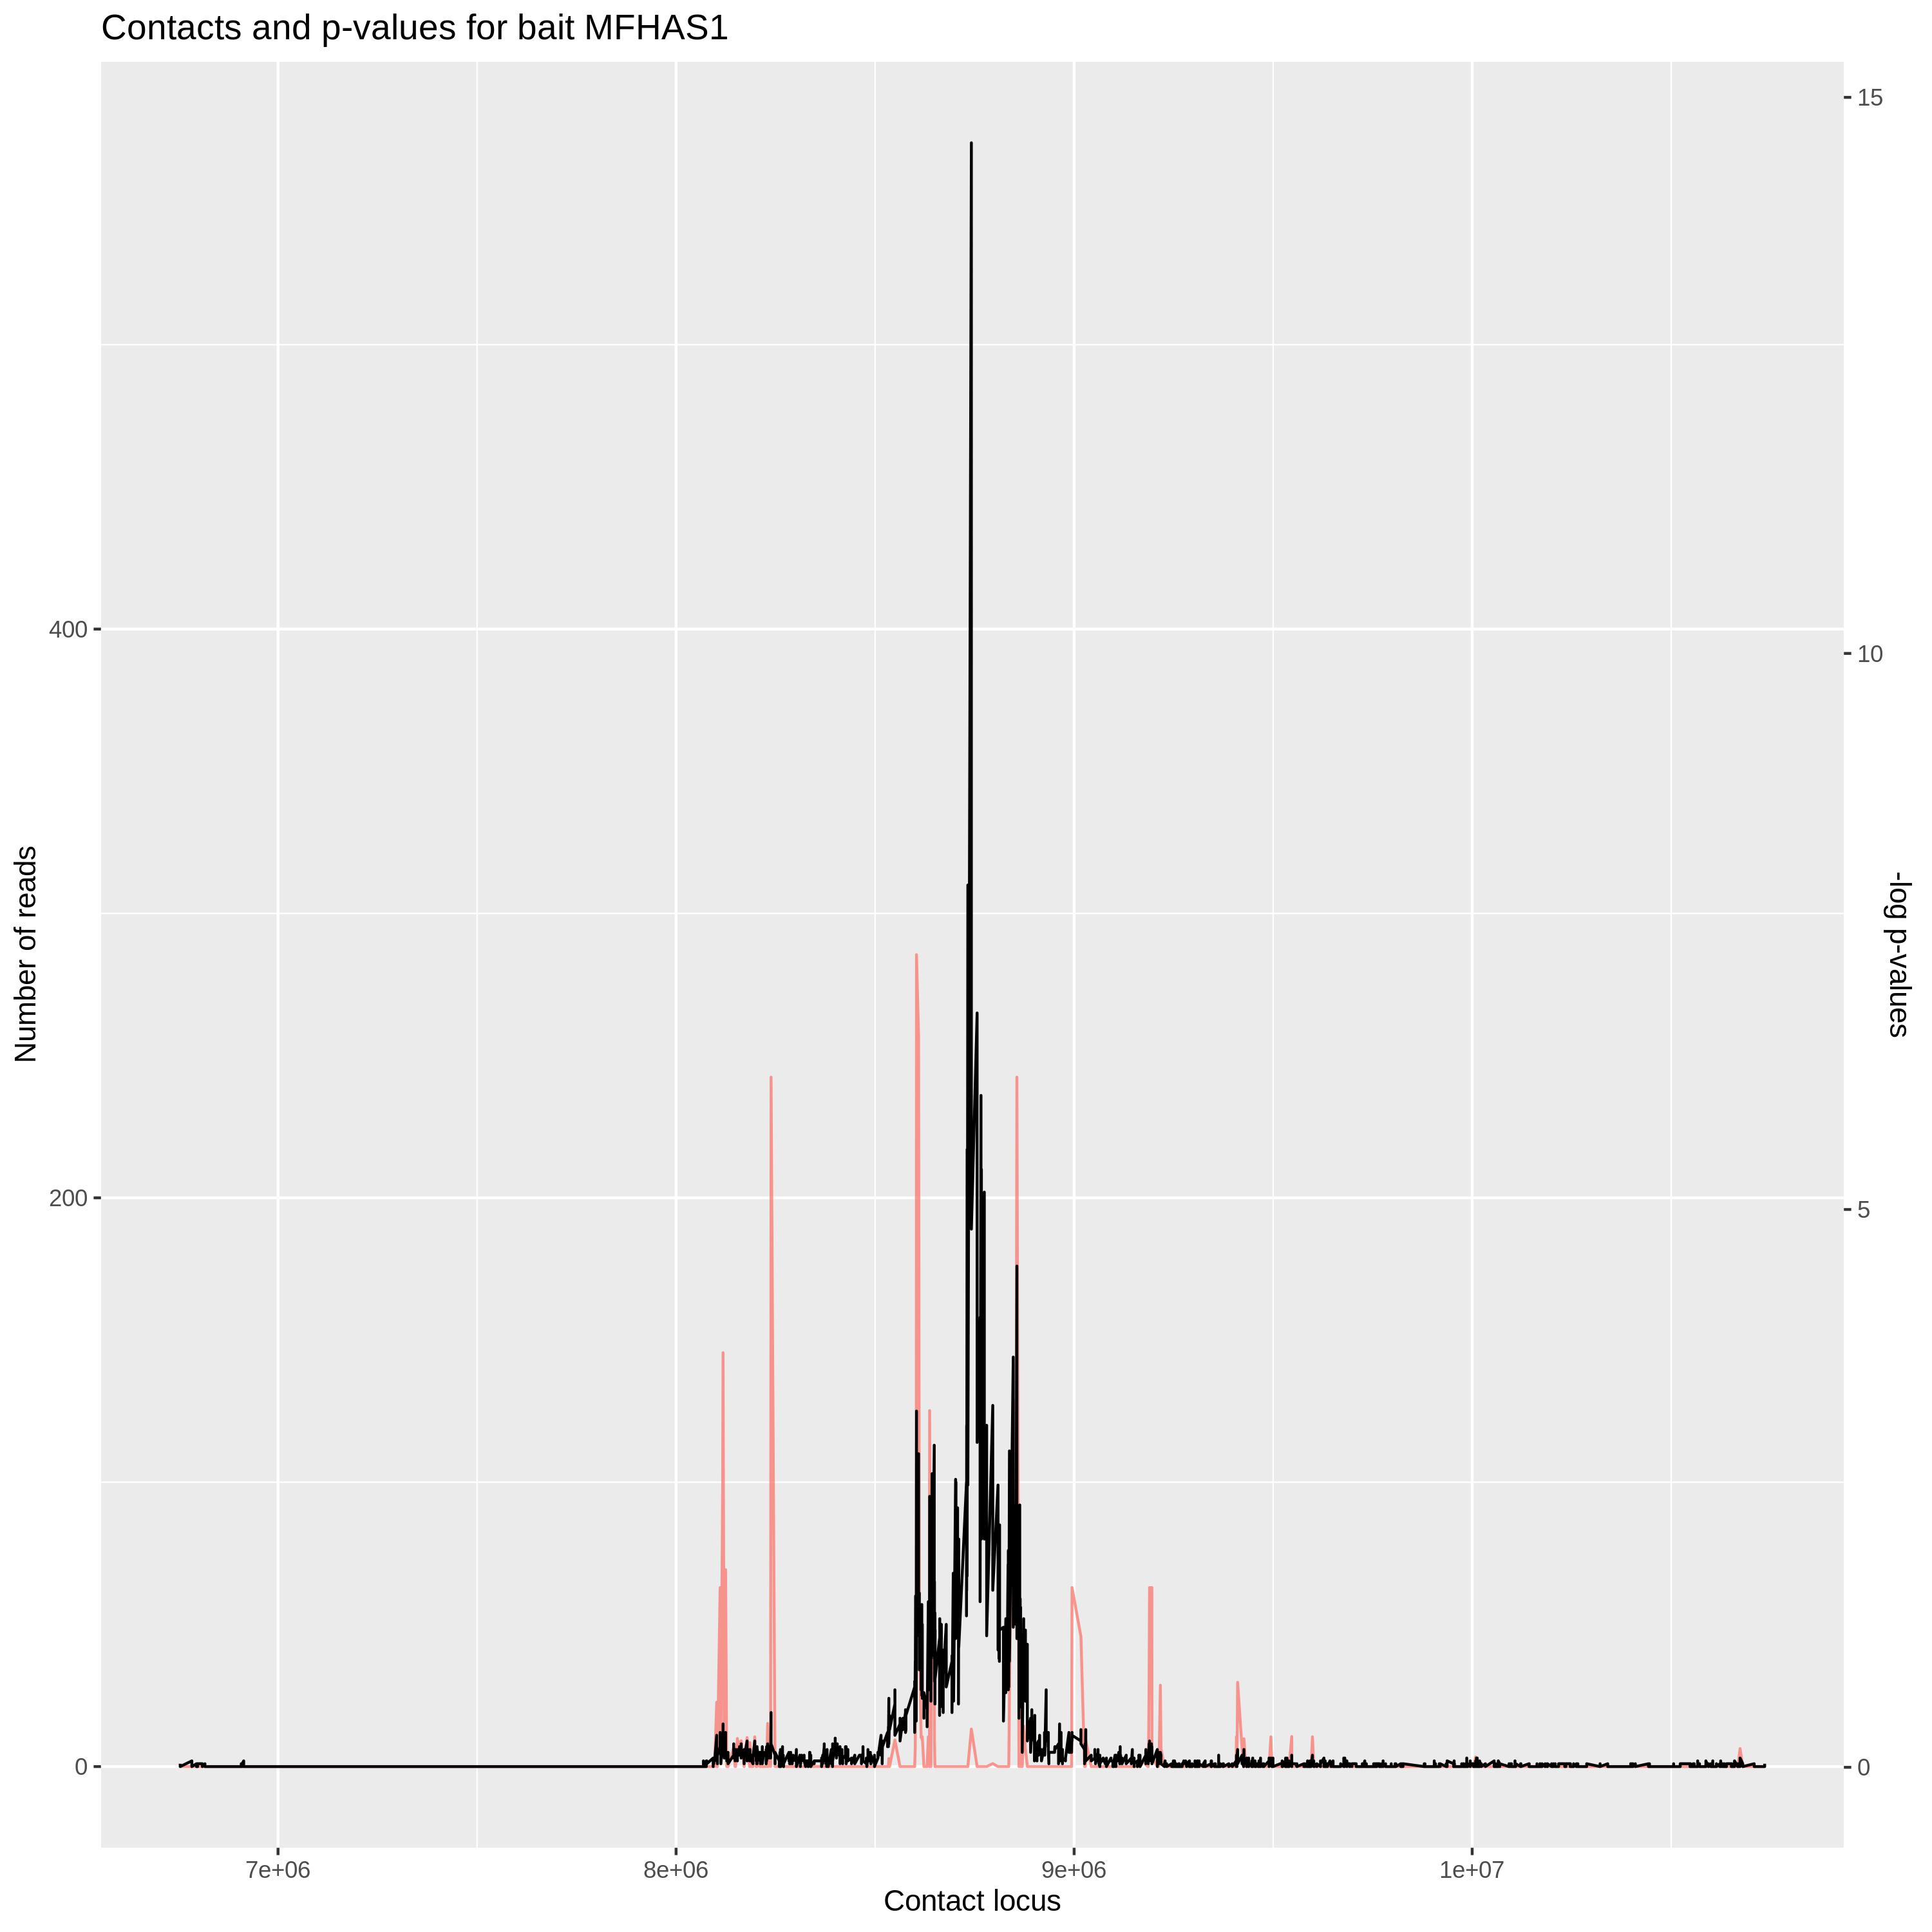 Contacts and p-values for bait MFHAS1
15
400
10
Number of reads
-log p-values
200
5
0
0
7e+06
8e+06
9e+06
1e+07
Contact locus